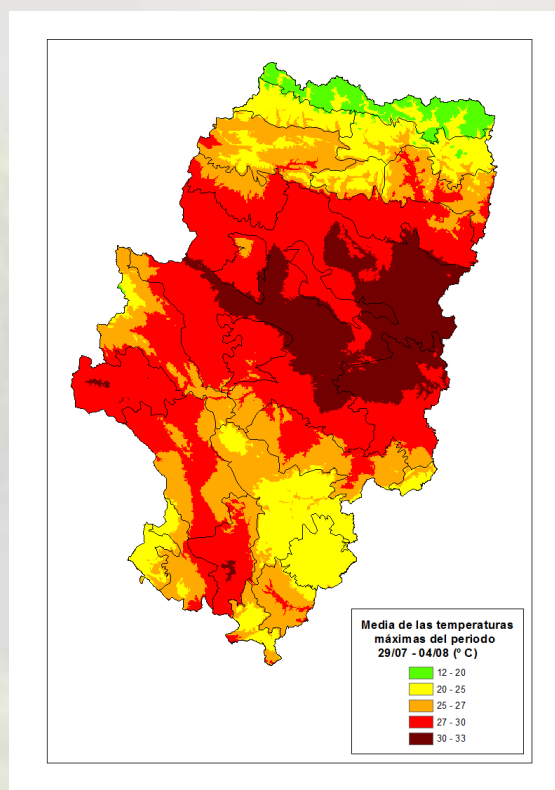 Media de las temperaturas
máximas del periodo
29/07 - 04/08 (º C)
12 - 20
20 - 25
25 - 27
27 - 30
30 - 33